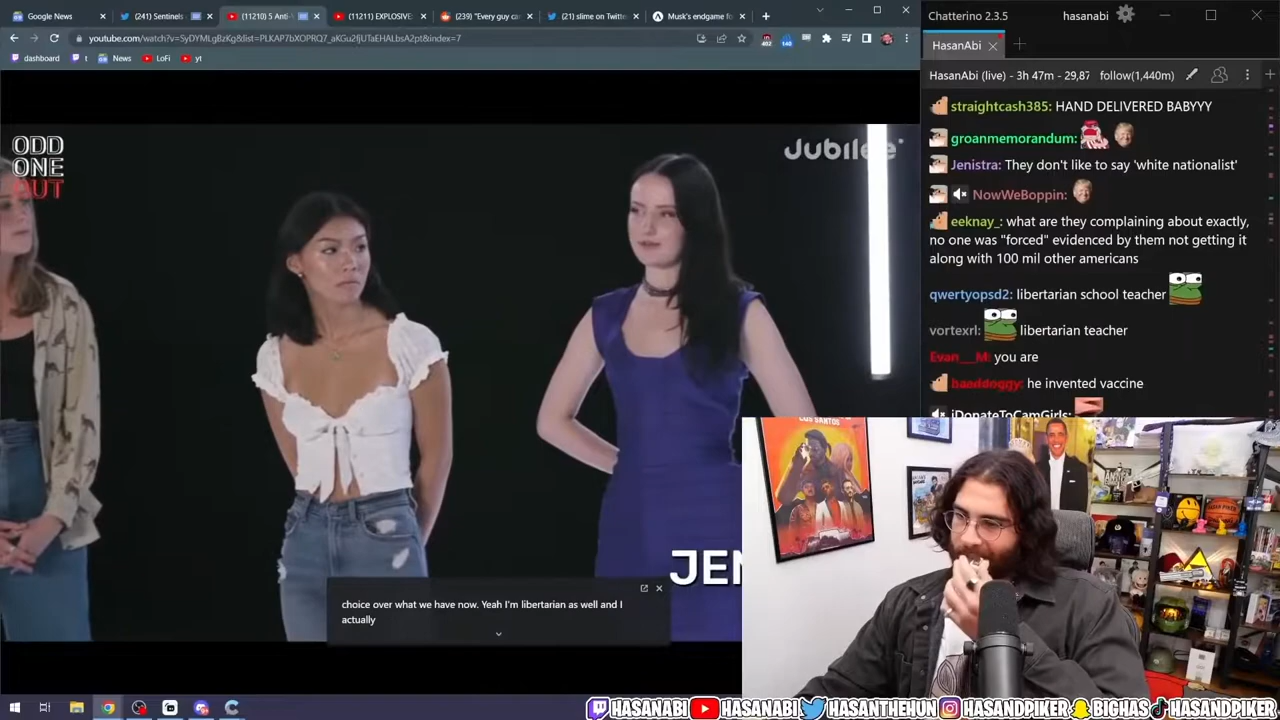 Google News
(241) Sentinels
(11210) 5 Anti-
(11211) EXPLOSIVE
(239) "Every guy ca
(21) slime on Twitte
Musk's endgame fo
youtube.com/watch?v=SyDYMLgBzKg&list=PLKAP7bXOPRQ7_aKGu2fjUTaEHALbsA2pt&index=7
402
140
dashboard
t
News
LoFi
yt
ODD
ONE
OUT
Jubilee
JEN
choice over what we have now. Yeah I'm libertarian as well and I
actually
Chatterino 2.3.5
hasanabi
HasanAbi
HasanAbi (live) - 3h 47m - 29,87
follow(1,440m)
straightcash385: HAND DELIVERED BABYYY
groanmemorandum:
Jenistra: They don't like to say 'white nationalist'
NowWeBoppin:
eeknay_: what are they complaining about exactly,
no one was "forced" evidenced by them not getting it
along with 100 mil other americans
qwertyopsd2: libertarian school teacher
vortexrl: libertarian teacher
Evan__M: you are
haaddoggy: he invented vaccine
iDonateToCamGirls:
LOS SANTOS
HASANABI
HASANABI
HASANTHEHUN
HASANDPIKER
BIGHAS
HASANDPIKER